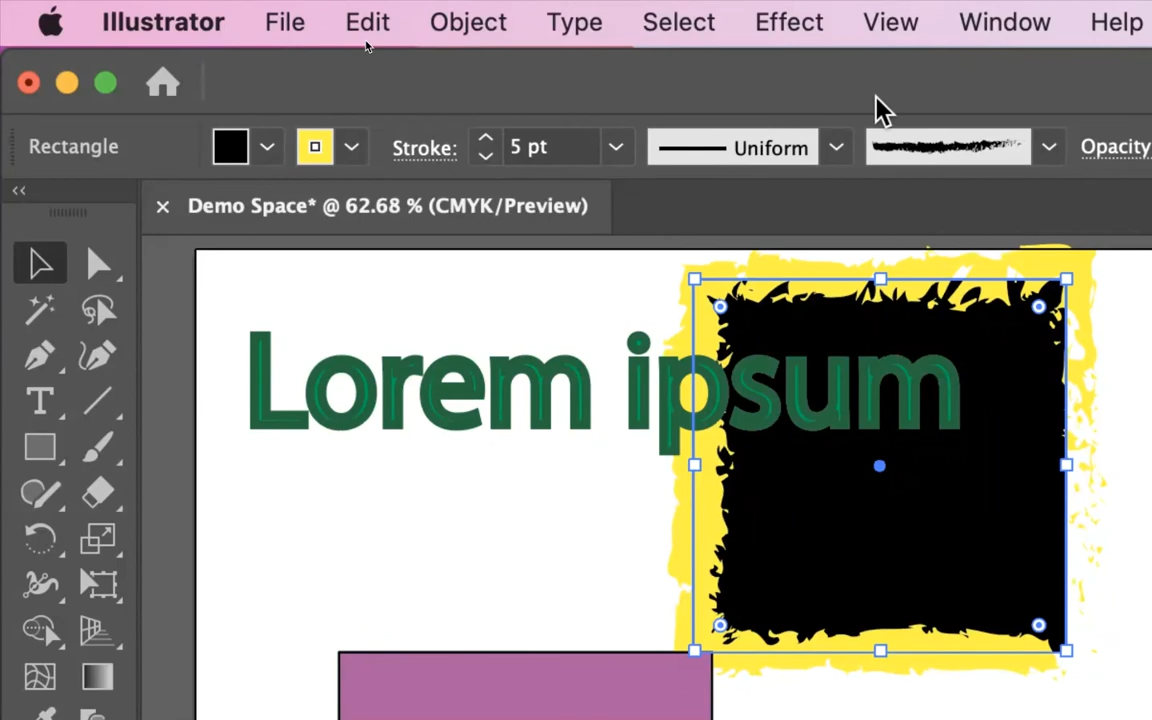 Illustrator File Edit Object Type Select Effect View Window Help
Rectangle Stroke: 5 pt Uniform Opacity
Demo Space* @ 62.68 % (CMYK/Preview)
Lorem ipsum